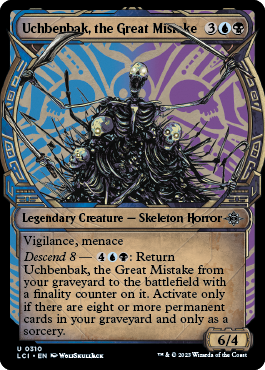 Uchbenbak, the Great Mistake 3
Legendary Creature — Skeleton Horror
Vigilance, menace
Descend 8 — 4: Return
Uchbenbak, the Great Mistake from
your graveyard to the battlefield with
a finality counter on it. Activate only
if there are eight or more permanent
cards in your graveyard and only as a
sorcery.
6/4
U 0310
LCI • EN WolfSkullJack
™ & © 2023 Wizards of the Coast